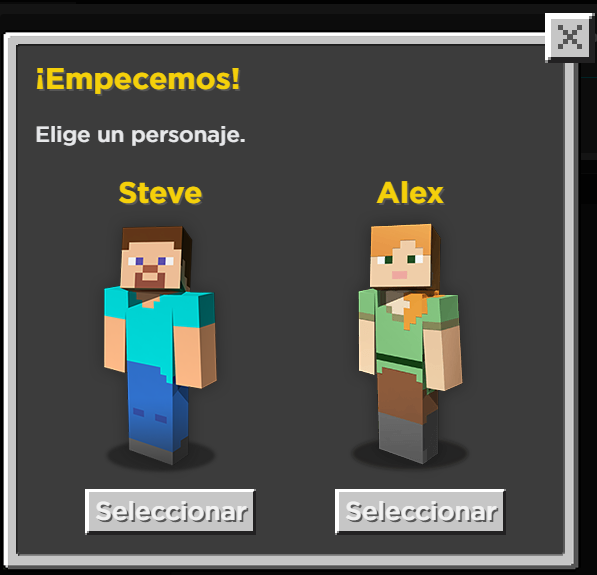 ¡Empecemos!
Elige un personaje.
Steve
Alex
Seleccionar
Seleccionar